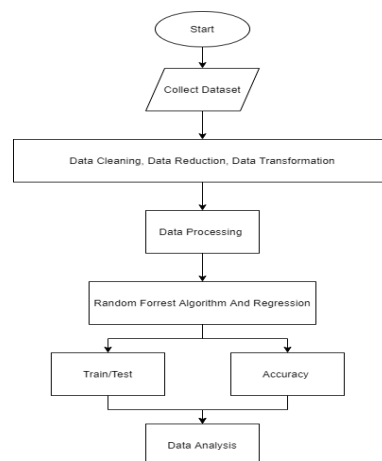 Start
Collect Dataset
Data Cleaning, Data Reduction, Data Transformation
Data Processing
Random Forrest Algorithm And Regression
Train/Test
Accuracy
Data Analysis